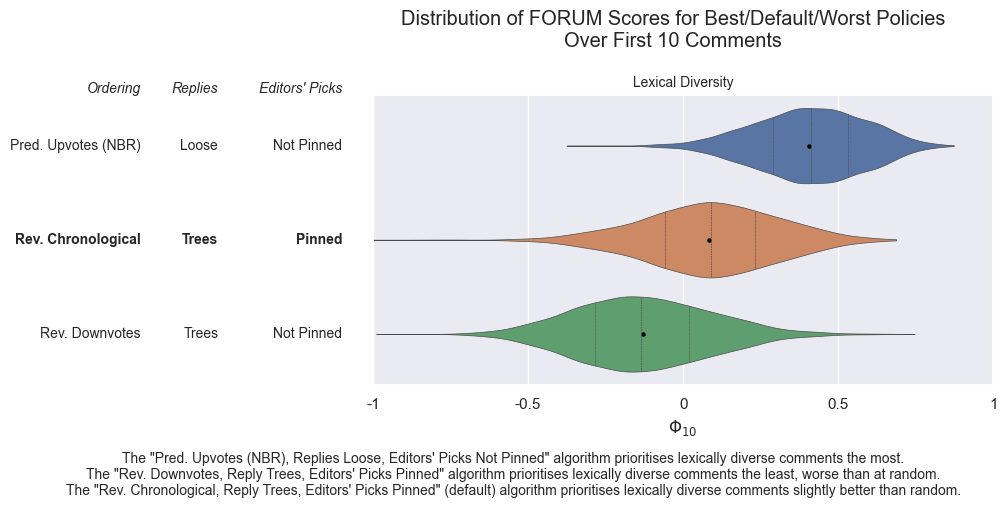 Distribution of FORUM Scores for Best/Default/Worst Policies
Over First 10 Comments
Lexical Diversity
Ordering Replies Editors' Picks
Pred. Upvotes (NBR) Loose Not Pinned
Rev. Chronological Trees Pinned
Rev. Downvotes Trees Not Pinned
-1 -0.5 0 0.5 1
Φ10
The "Pred. Upvotes (NBR), Replies Loose, Editors' Picks Not Pinned" algorithm prioritises lexically diverse comments the most.
The "Rev. Downvotes, Reply Trees, Editors' Picks Pinned" algorithm prioritises lexically diverse comments the least, worse than at random.
The "Rev. Chronological, Reply Trees, Editors' Picks Pinned" (default) algorithm prioritises lexically diverse comments slightly better than random.